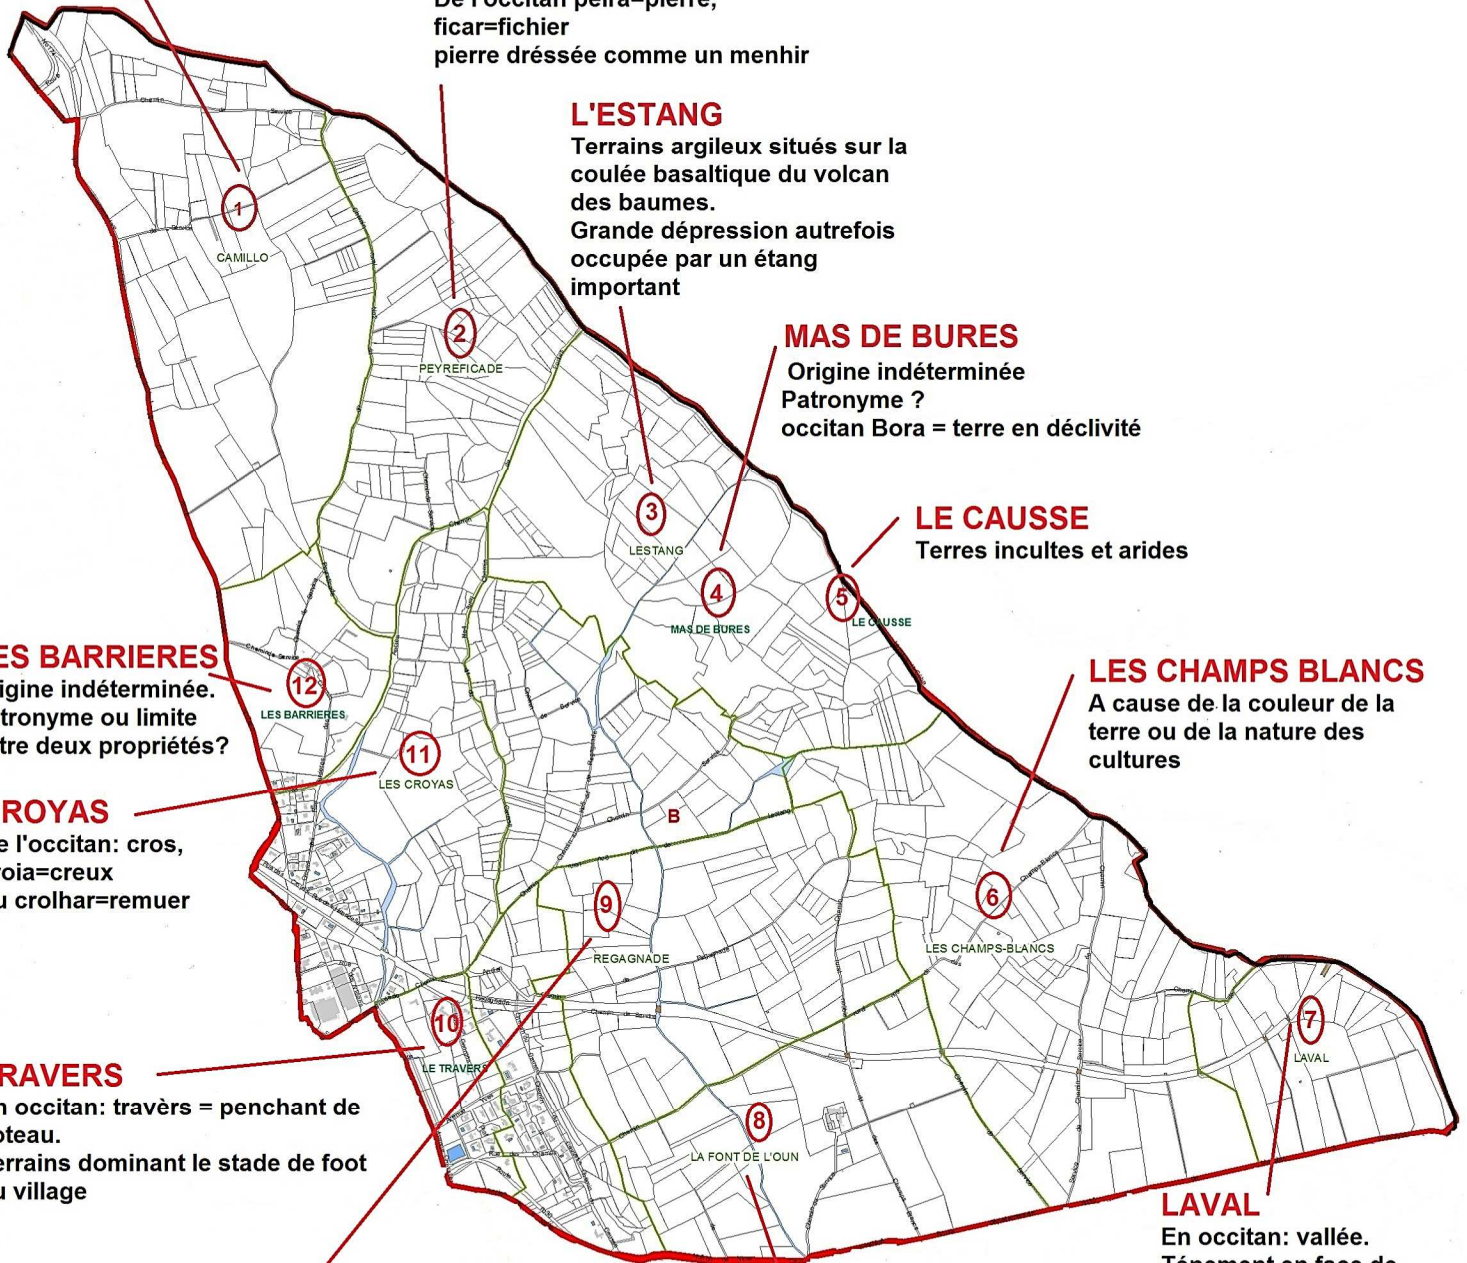 De l'occitan peira=pierre,
ficar=fichier
pierre dréssée comme un menhir
L'ESTANG
Terrains argileux situés sur la
coulée basaltique du volcan
des baumes.
Grande dépression autrefois
occupée par un étang
important
MAS DE BURES
Origine indéterminée
Patronyme ?
occitan Bora = terre en déclivité
LE CAUSSE
Terres incultes et arides
LES CHAMPS BLANCS
A cause de la couleur de la
terre ou de la nature des
cultures
ES BARRIERES
igine indéterminée.
tronyme ou limite
tre deux propriétés?
ROYAS
e l'occitan: cros,
roia=creux
u crolhar=remuer
RAVERS
n occitan: travèrs = penchant de
oteau.
errains dominant le stade de foot
u village
LAVAL
En occitan: vallée.
Ténement en face de
1
CAMILLO
2
PEYREFICADE
3
LESTANG
4
MAS DE BURES
5
LE CAUSSE
6
LES CHAMPS-BLANCS
7
LAVAL
8
LA FONT DE L'OUN
9
REGAGNADE
10
LE TRAVERS
11
LES CROYAS
12
LES BARRIERES
B
Chemin de Service